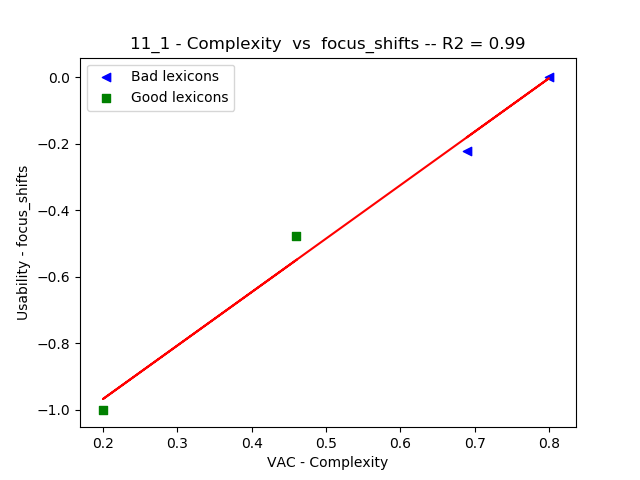 11_1 - Complexity  vs  focus_shifts -- R2 = 0.99
Bad lexicons
Good lexicons
0.0
−0.2
−0.4
−0.6
−0.8
−1.0
Usability - focus_shifts
0.2 0.3 0.4 0.5 0.6 0.7 0.8
VAC - Complexity